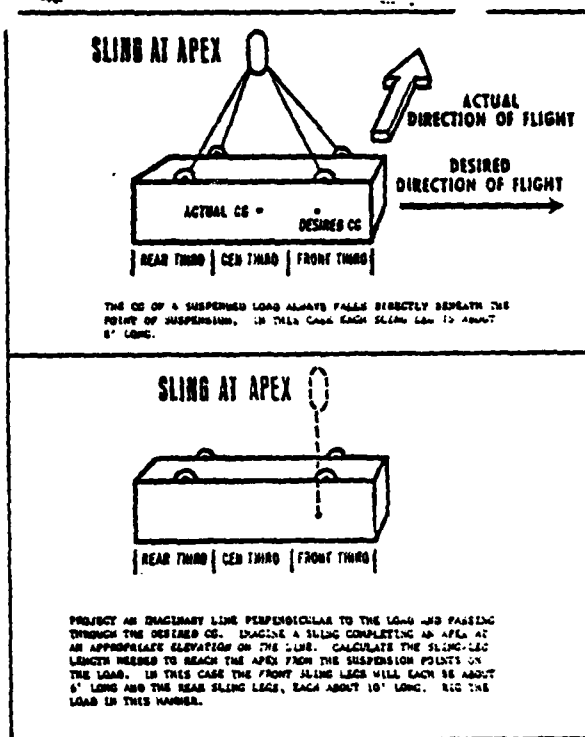 SLING AT APEX
ACTUAL
DIRECTION OF FLIGHT
DESIRED
DIRECTION OF FLIGHT
ACTUAL CG
DESIRED CG
REAR THIRD CEN THIRD FRONT THIRD
THE CG OF A SUSPENDED LOAD ALWAYS FALLS DIRECTLY BENEATH THE
POINT OF SUSPENSION. IN THIS CASE EACH SLING LEG IS ABOUT
8' LONG.
SLING AT APEX
REAR THIRD CEN THIRD FRONT THIRD
PROJECT AN IMAGINARY LINE PERPENDICULAR TO THE LOAD AND PASSING
THROUGH THE DESIRED CG. IMAGINE A SLING COMPLETING AN APEX AT
AN APPROPRIATE ELEVATION ON THE LINE. CALCULATE THE SLING-LEG
LENGTH NEEDED TO REACH THE APEX FROM THE SUSPENSION POINTS ON
THE LOAD. IN THIS CASE THE FRONT SLING LEGS WILL EACH BE ABOUT
6' LONG AND THE REAR SLING LEGS, EACH ABOUT 10' LONG. RIG THE
LOAD IN THIS MANNER.